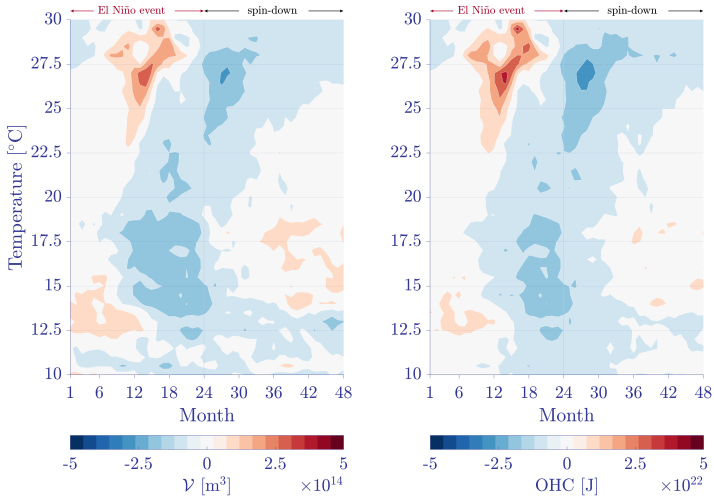 El Niño event spin-down El Niño event spin-down
30 30
27.5 27.5
25 25
22.5 22.5
20 20
17.5 17.5
15 15
12.5 12.5
10 10
Temperature [°C]
1 6 12 18 24 30 36 42 48 1 6 12 18 24 30 36 42 48
Month Month
-5 -2.5 0 2.5 5 -5 -2.5 0 2.5 5
𝒱 [m³] ×10¹⁴ OHC [J] ×10²²